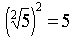 (²√5)² = 5